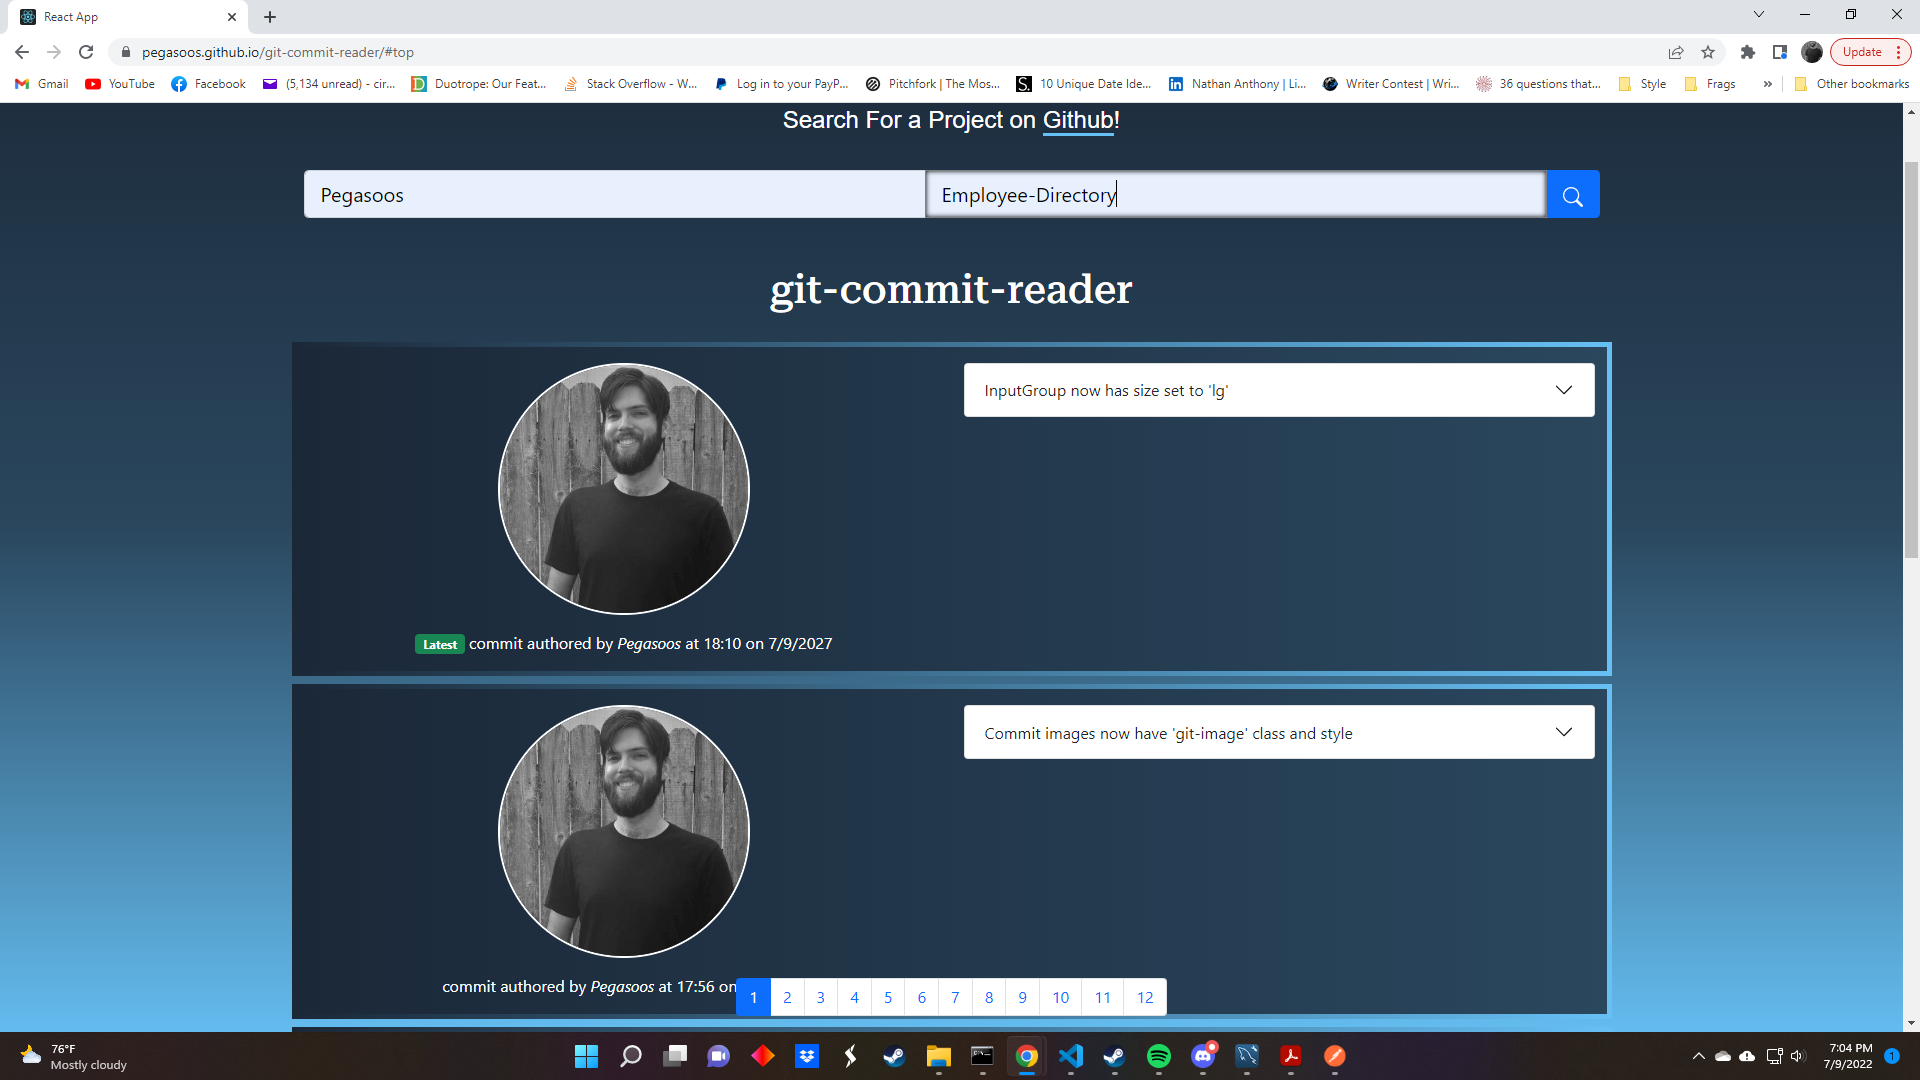 React App
pegasoos.github.io/git-commit-reader/#top
Update
Gmail YouTube Facebook (5,134 unread) - cir... Duotrope: Our Feat... Stack Overflow - W... Log in to your PayP... Pitchfork | The Mos... 10 Unique Date Ide... Nathan Anthony | Li... Writer Contest | Wri... 36 questions that... Style Frags » Other bookmarks
Search For a Project on Github!
Pegasoos Employee-Directory
git-commit-reader
InputGroup now has size set to 'lg'
Latest commit authored by Pegasoos at 18:10 on 7/9/2027
Commit images now have 'git-image' class and style
commit authored by Pegasoos at 17:56 on
1 2 3 4 5 6 7 8 9 10 11 12
76°F
Mostly cloudy
7:04 PM
7/9/2022
1